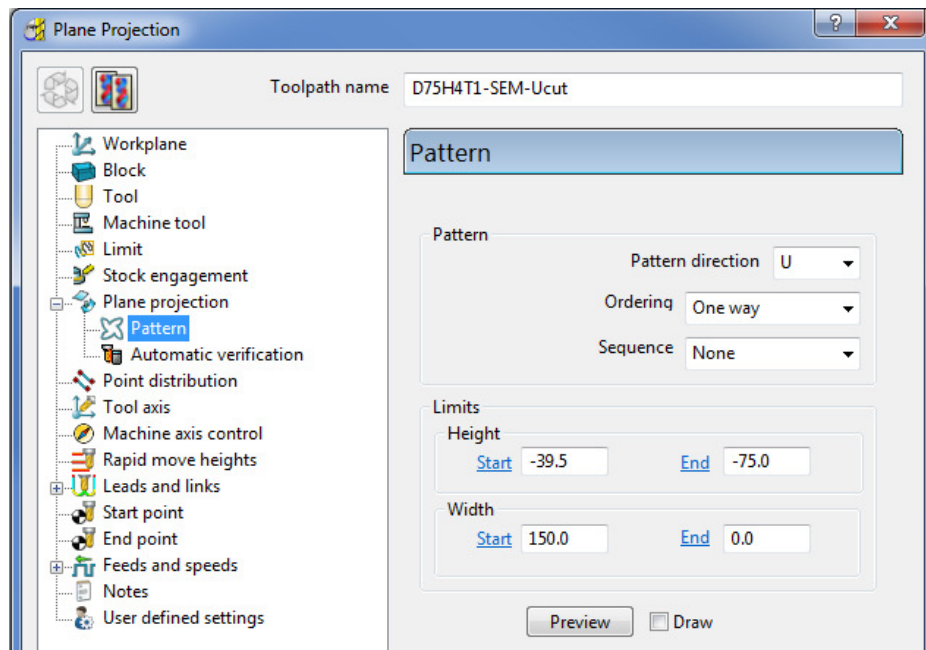 Plane Projection
Toolpath name D75H4T1-SEM-Ucut
Workplane
Block
Tool
Machine tool
Limit
Stock engagement
Plane projection
Pattern
Automatic verification
Point distribution
Tool axis
Machine axis control
Rapid move heights
Leads and links
Start point
End point
Feeds and speeds
Notes
User defined settings
Pattern
Pattern
Pattern direction U
Ordering One way
Sequence None
Limits
Height
Start -39.5 End -75.0
Width
Start 150.0 End 0.0
Preview Draw